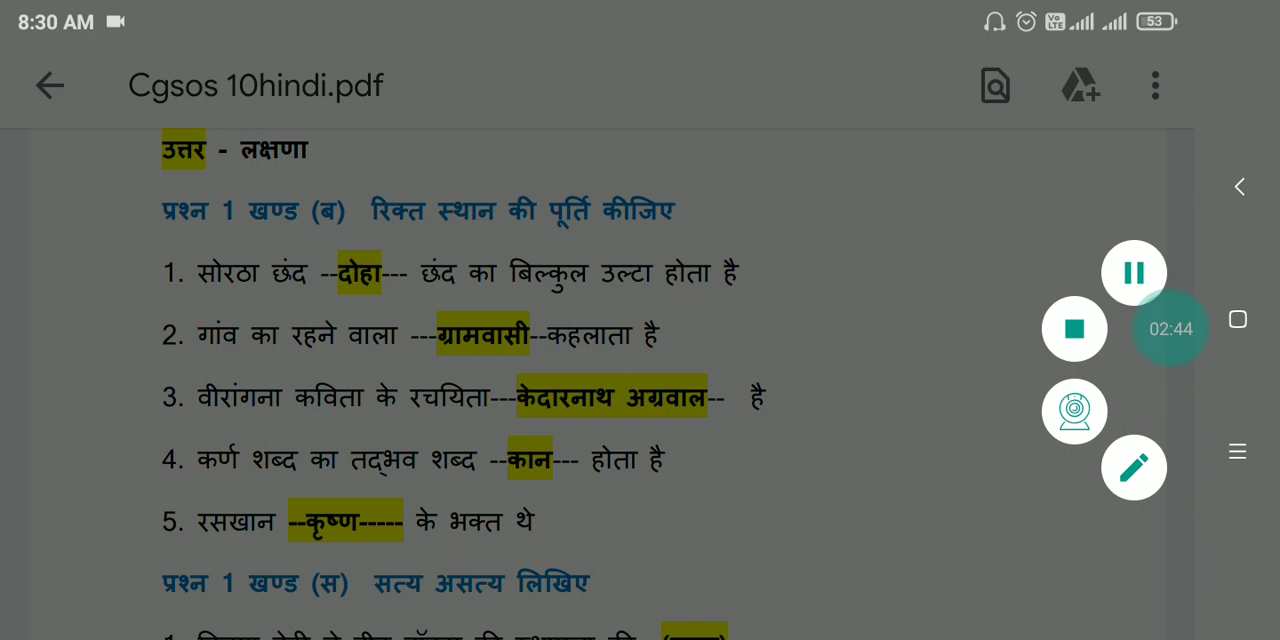 8:30 AM
53
Cgsos 10hindi.pdf
उत्तर - लक्षणा
प्रश्न 1 खण्ड (ब) रिक्त स्थान की पूर्ति कीजिए
1. सोरठा छंद --दोहा--- छंद का बिल्कुल उल्टा होता है
2. गांव का रहने वाला ---ग्रामवासी--कहलाता है
3. वीरांगना कविता के रचयिता---केदारनाथ अग्रवाल-- है
02:44
4. कर्ण शब्द का तद्भव शब्द --कान--- होता है
5. रसखान --कृष्ण----- के भक्त थे
प्रश्न 1 खण्ड (स) सत्य असत्य लिखिए